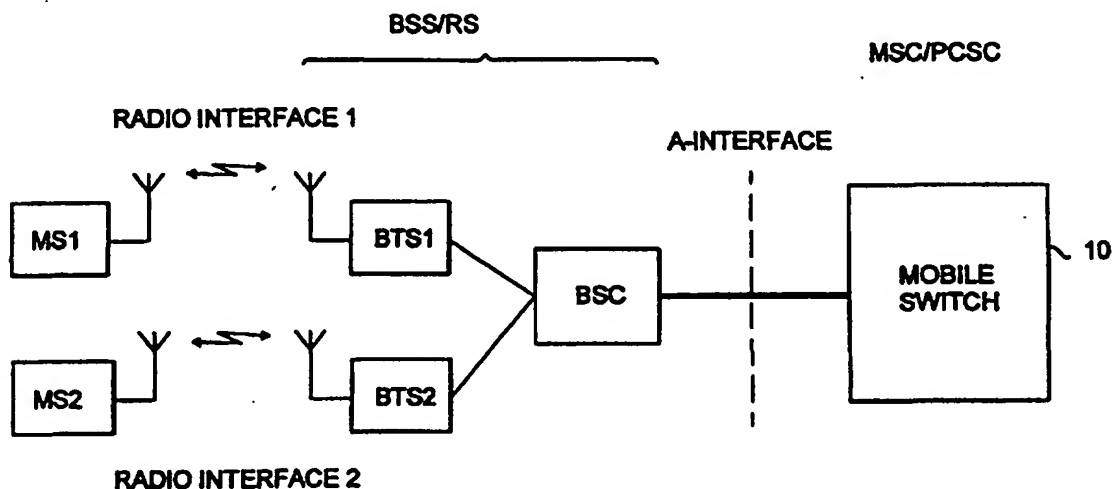 BSS/RS
MSC/PCSC
RADIO INTERFACE 1
A-INTERFACE
MS1
BTS1
BSC
MOBILE
SWITCH
10
MS2
BTS2
RADIO INTERFACE 2